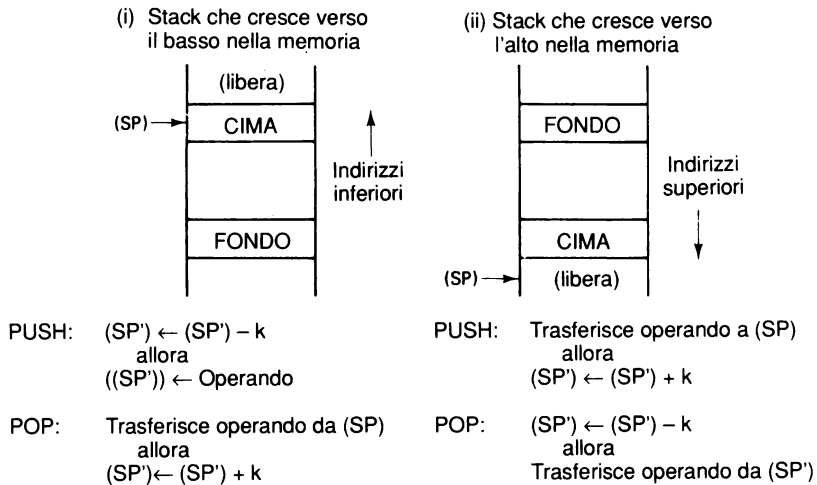 (i) Stack che cresce verso
il basso nella memoria
(libera)
(SP)
CIMA
Indirizzi
inferiori
FONDO
PUSH: (SP') ← (SP') – k
allora
((SP')) ← Operando
POP: Trasferisce operando da (SP)
allora
(SP')← (SP') + k
(ii) Stack che cresce verso
l'alto nella memoria
FONDO
Indirizzi
superiori
CIMA
(SP)
(libera)
PUSH: Trasferisce operando a (SP)
allora
(SP') ← (SP') + k
POP: (SP') ← (SP') – k
allora
Trasferisce operando da (SP')